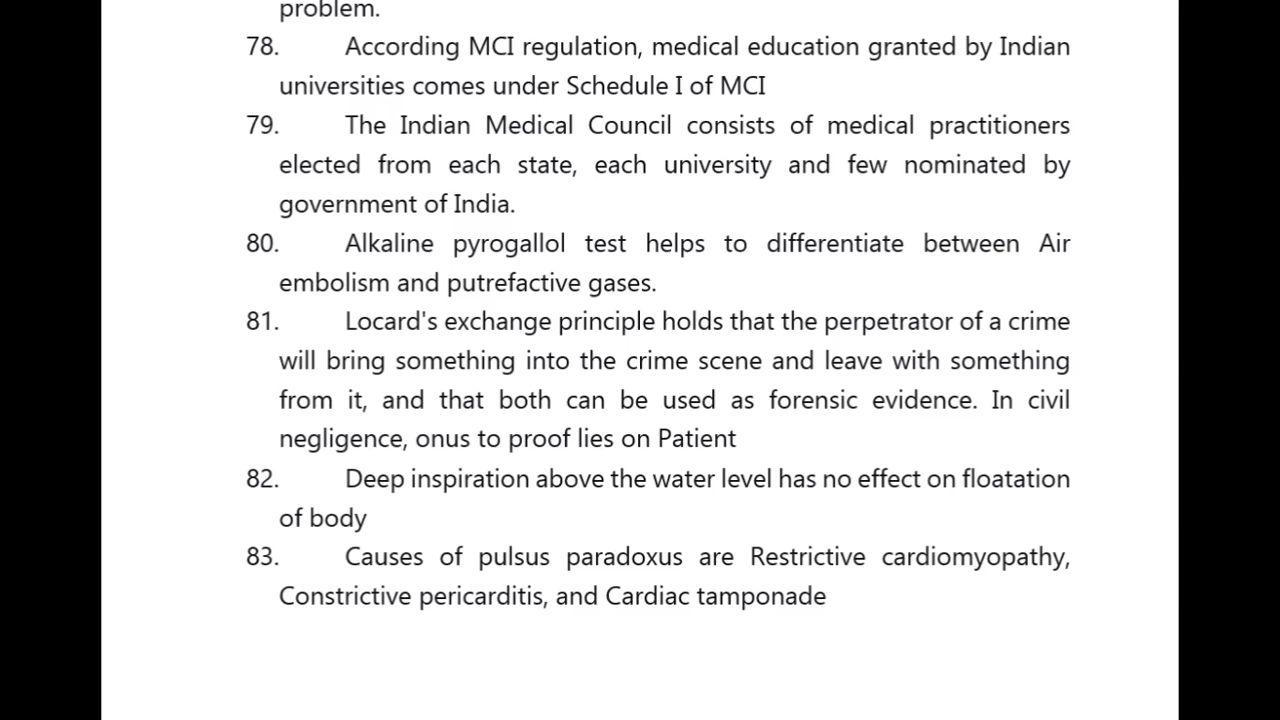 problem.
78. According MCI regulation, medical education granted by Indian
universities comes under Schedule I of MCI
79. The Indian Medical Council consists of medical practitioners
elected from each state, each university and few nominated by
government of India.
80. Alkaline pyrogallol test helps to differentiate between Air
embolism and putrefactive gases.
81. Locard's exchange principle holds that the perpetrator of a crime
will bring something into the crime scene and leave with something
from it, and that both can be used as forensic evidence. In civil
negligence, onus to proof lies on Patient
82. Deep inspiration above the water level has no effect on floatation
of body
83. Causes of pulsus paradoxus are Restrictive cardiomyopathy,
Constrictive pericarditis, and Cardiac tamponade